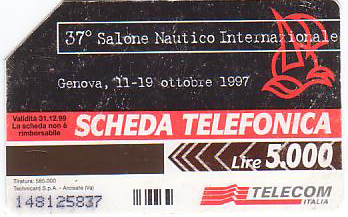 37° Salone Nautico Internazionale
Genova, 11-19 ottobre 1997
Validità 31.12.99
La scheda non è
rimborsabile
SCHEDA TELEFONICA
Lire 5.000
Tiratura: 565.000
Technicard S.p.A. - Arcisate (Va)
148125837
TELECOM
ITALIA